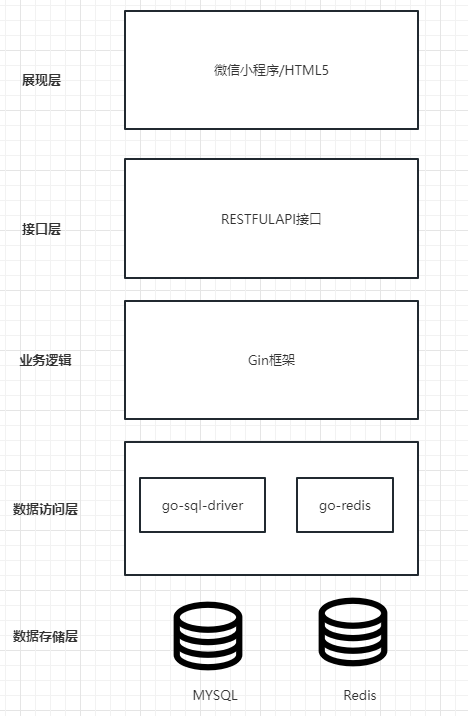 微信小程序/HTML5
展现层
RESTFULAPI接口
接口层
Gin框架
业务逻辑
go-sql-driver
go-redis
数据访问层
数据存储层
MYSQL
Redis